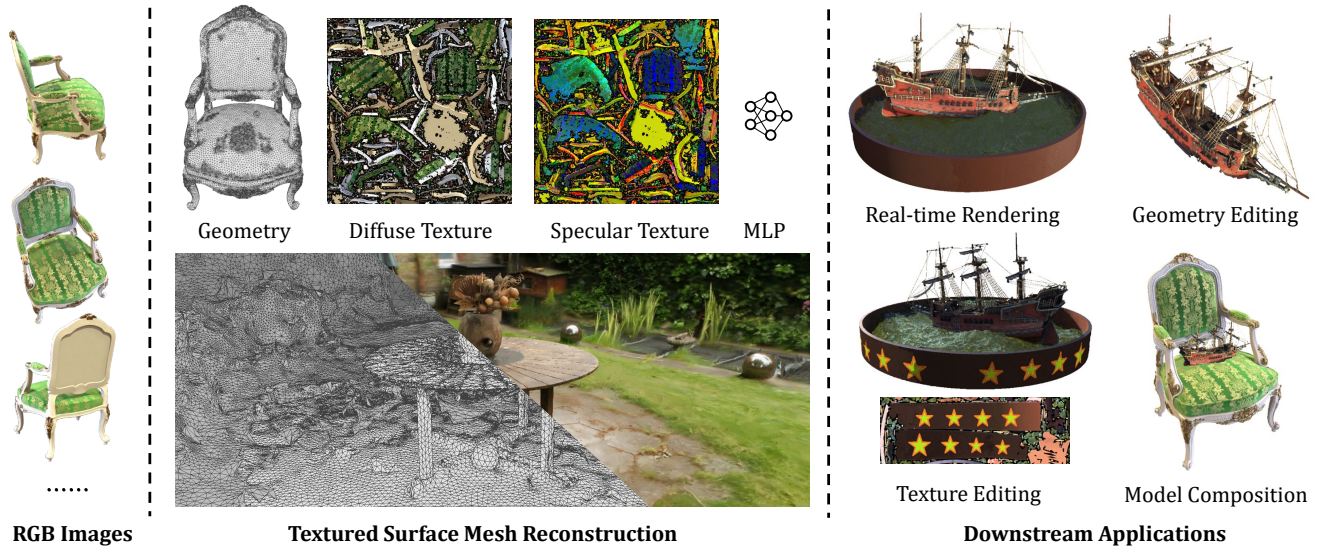 Geometry
Diffuse Texture
Specular Texture
MLP
Real-time Rendering
Geometry Editing
Texture Editing
Model Composition
......
RGB Images
Textured Surface Mesh Reconstruction
Downstream Applications